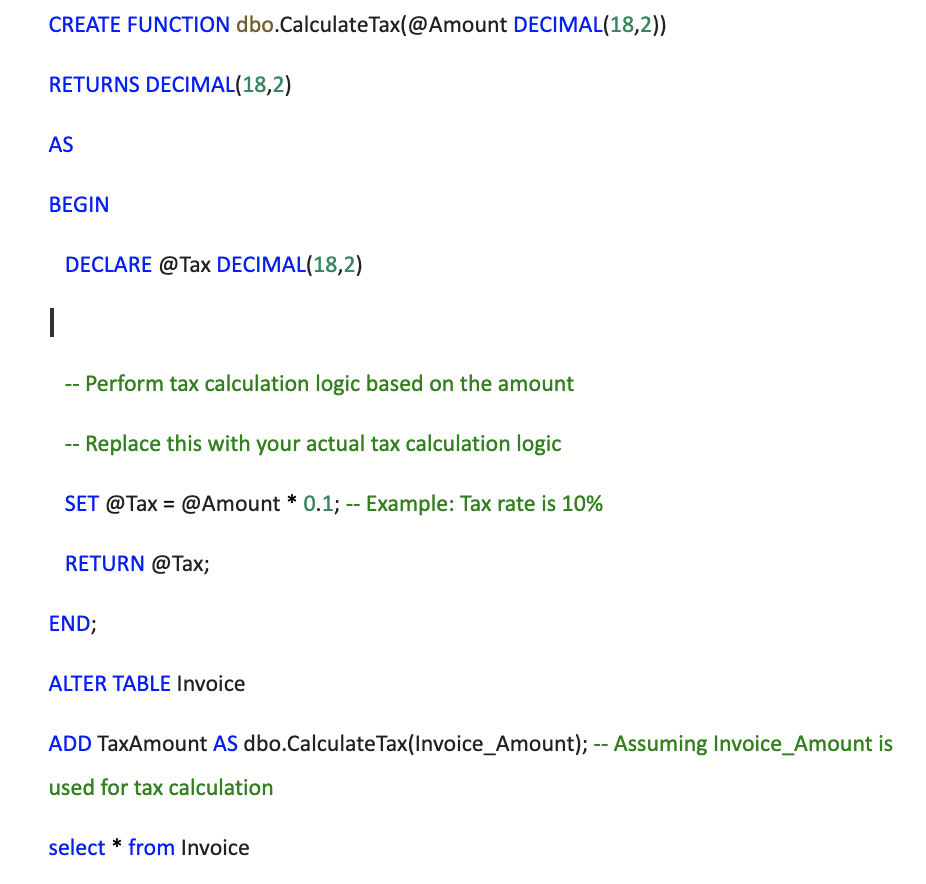 CREATE FUNCTION dbo.CalculateTax(@Amount DECIMAL(18,2))
RETURNS DECIMAL(18,2)
AS
BEGIN
DECLARE @Tax DECIMAL(18,2)
-- Perform tax calculation logic based on the amount
-- Replace this with your actual tax calculation logic
SET @Tax = @Amount * 0.1; -- Example: Tax rate is 10%
RETURN @Tax;
END;
ALTER TABLE Invoice
ADD TaxAmount AS dbo.CalculateTax(Invoice_Amount); -- Assuming Invoice_Amount is
used for tax calculation
select * from Invoice